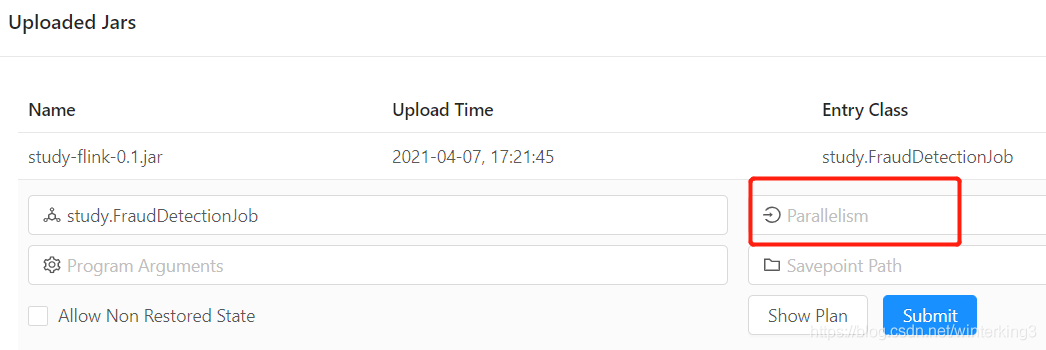 Uploaded Jars
Name Upload Time Entry Class
study-flink-0.1.jar 2021-04-07, 17:21:45 study.FraudDetectionJob
study.FraudDetectionJob Parallelism
Program Arguments Savepoint Path
Allow Non Restored State Show Plan Submit
https://blog.csdn.net/winterking3